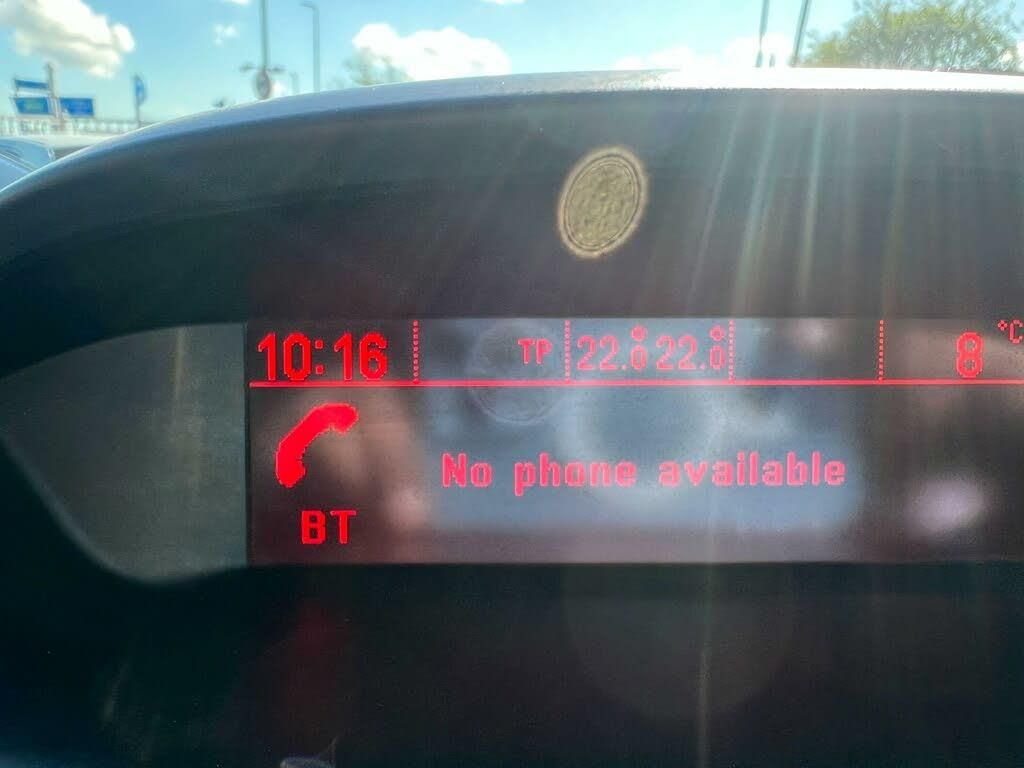 10:16 TP 22.0° 22.0° 8 °C
No phone available
BT